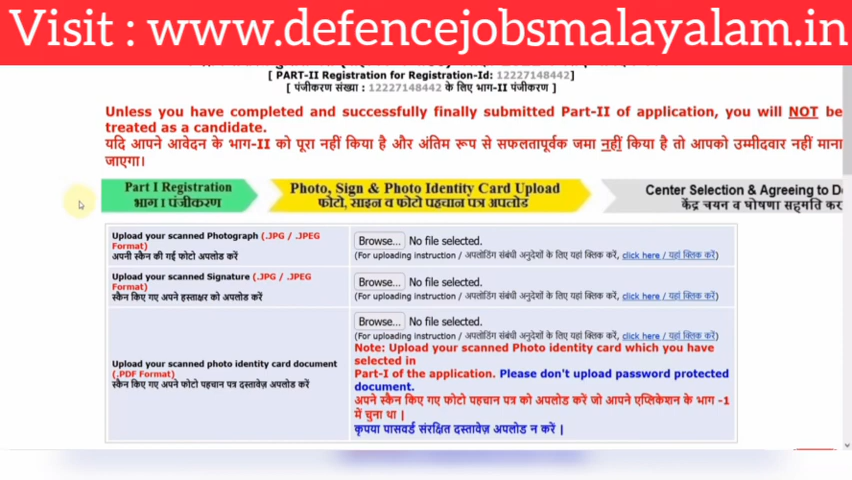 Visit : www.defencejobsmalayalam.in
[ PART-II Registration for Registration-Id: 12227148442]
[ पंजीकरण संख्या : 12227148442 के लिए भाग-II पंजीकरण ]
Unless you have completed and successfully finally submitted Part-II of application, you will NOT be
treated as a candidate.
यदि आपने आवेदन के भाग-II को पूरा नहीं किया है और अंतिम रूप से सफलतापूर्वक जमा नहीं किया है तो आपको उम्मीदवार नहीं माना
जाएगा।
Part I Registration
भाग I पंजीकरण
Photo, Sign & Photo Identity Card Upload
फोटो, साइन व फोटो पहचान पत्र अपलोड
Center Selection & Agreeing to D
केंद्र चयन व घोषणा सहमति कर
Upload your scanned Photograph (.JPG / .JPEG
Format)
अपनी स्कैन की गई फोटो अपलोड करें
Browse... No file selected.
(For uploading instruction / अपलोडिंग संबंधी अनुदेशों के लिए यहां क्लिक करें, click here / यहां क्लिक करें)
Upload your scanned Signature (.JPG / .JPEG
Format)
स्कैन किए गए अपने हस्ताक्षर को अपलोड करें
Browse... No file selected.
(For uploading instruction / अपलोडिंग संबंधी अनुदेशों के लिए यहां क्लिक करें, click here / यहां क्लिक करें)
Upload your scanned photo identity card document
(.PDF Format)
स्कैन किए गए अपने फोटो पहचान पत्र दस्तावेज़ अपलोड करें
Browse... No file selected.
(For uploading instruction / अपलोडिंग संबंधी अनुदेशों के लिए यहां क्लिक करें, click here / यहां क्लिक करें)
Note: Upload your scanned Photo identity card which you have
selected in
Part-I of the application. Please don't upload password protected
document.
अपने स्कैन किए गए फोटो पहचान पत्र को अपलोड करें जो आपने एप्लिकेशन के भाग -1
में चुना था |
कृपया पासवर्ड संरक्षित दस्तावेज़ अपलोड न करें |